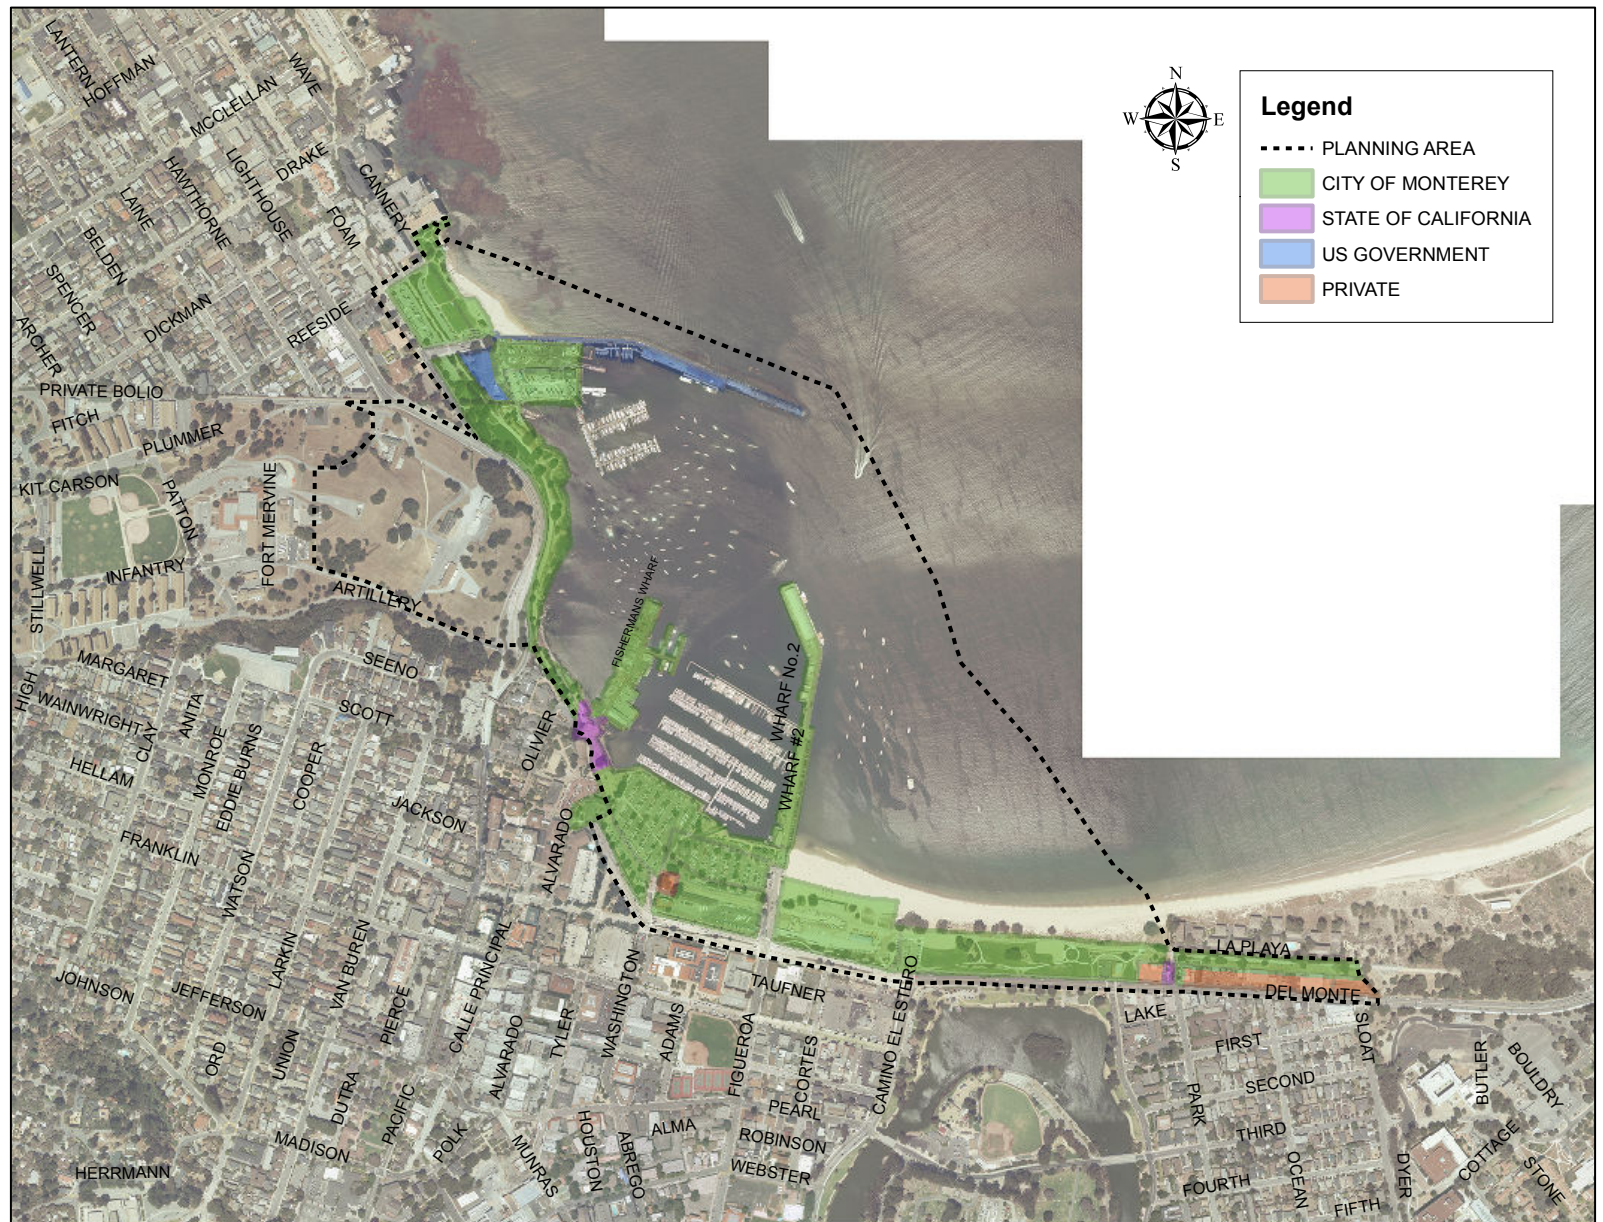 N
W E
S
Legend
PLANNING AREA
CITY OF MONTEREY
STATE OF CALIFORNIA
US GOVERNMENT
PRIVATE
LANTERN
HOFFMAN
WAVE
MCCLELLAN
DRAKE
CANNERY
LIGHTHOUSE
HAWTHORNE
LAINE
FOAM
BELDEN
SPENCER
DICKMAN
REESIDE
ARCHER
PRIVATE BOLIO
FITCH
PLUMMER
KIT CARSON
PATTON
FORT MERVINE
INFANTRY
STILLWELL
ARTILLERY
FISHERMANS WHARF
WHARF No.2
WHARF #2
MARGARET
SEENO
HIGH
WAINWRIGHT
CLAY
ANITA
SCOTT
OLIVIER
MONROE
EDDIE BURNS
COOPER
HELLAM
JACKSON
FRANKLIN
ALVARADO
WATSON
LARKIN
VAN BUREN
CALLE PRINCIPAL
WASHINGTON
TAUFNER
CAMINO EL ESTERO
LA PLAYA
DEL MONTE
JOHNSON
JEFFERSON
PIERCE
UNION
ORD
ALVARADO
TYLER
ADAMS
FIGUEROA
CORTES
LAKE
FIRST
SLOAT
SECOND
BUTLER
BOULDRY
PARK
THIRD
DUTRA
PACIFIC
POLK
MADISON
HERRMANN
MUNRAS
HOUSTON
ABREGO
ALMA
PEARL
ROBINSON
WEBSTER
FOURTH
OCEAN
FIFTH
DYER
COTTAGE
STONE